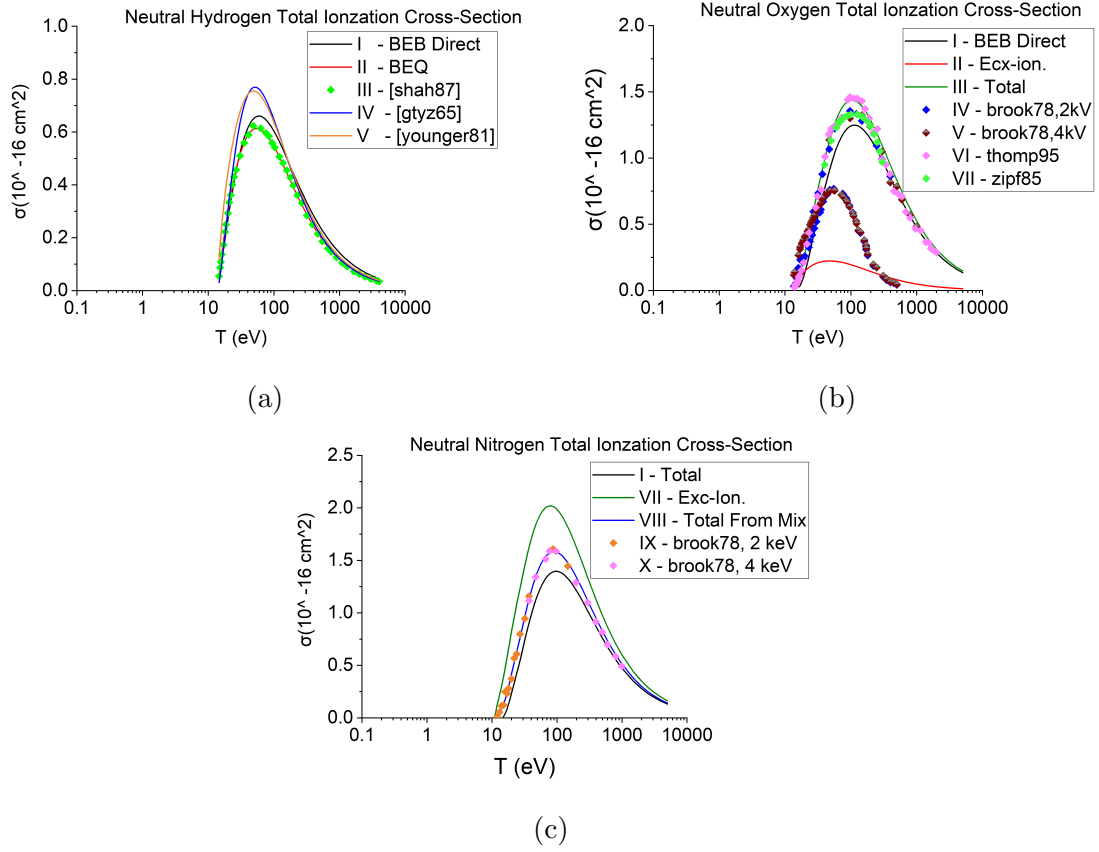 Neutral Hydrogen Total Ionzation Cross-Section
I - BEB Direct
II - BEQ
III - [shah87]
IV - [gtyz65]
V - [younger81]
σ(10^ -16 cm^2)
1.0
0.8
0.6
0.4
0.2
0.0
0.1 1 10 100 1000 10000
T (eV)
(a)
Neutral Oxygen Total Ionzation Cross-Section
I - BEB Direct
II - Ecx-ion.
III - Total
IV - brook78,2kV
V - brook78,4kV
VI - thomp95
VII - zipf85
σ(10^ -16 cm^2)
2.0
1.5
1.0
0.5
0.0
0.1 1 10 100 1000 10000
T (eV)
(b)
Neutral Nitrogen Total Ionzation Cross-Section
I - Total
VII - Exc-Ion.
VIII - Total From Mix
IX - brook78, 2 keV
X - brook78, 4 keV
σ(10^ -16 cm^2)
2.5
2.0
1.5
1.0
0.5
0.0
0.1 1 10 100 1000 10000
T (eV)
(c)